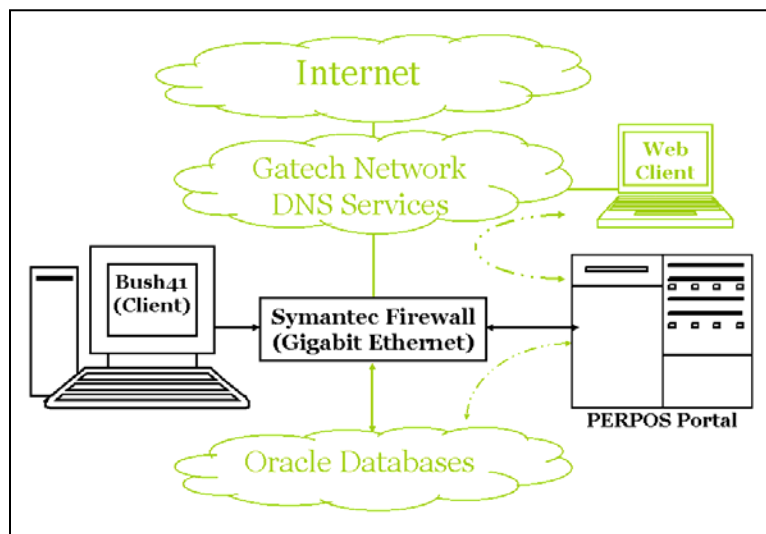 Internet
Gatech Network
DNS Services
Web
Client
Bush41
(Client)
Symantec Firewall
(Gigabit Ethernet)
PERPOS Portal
Oracle Databases